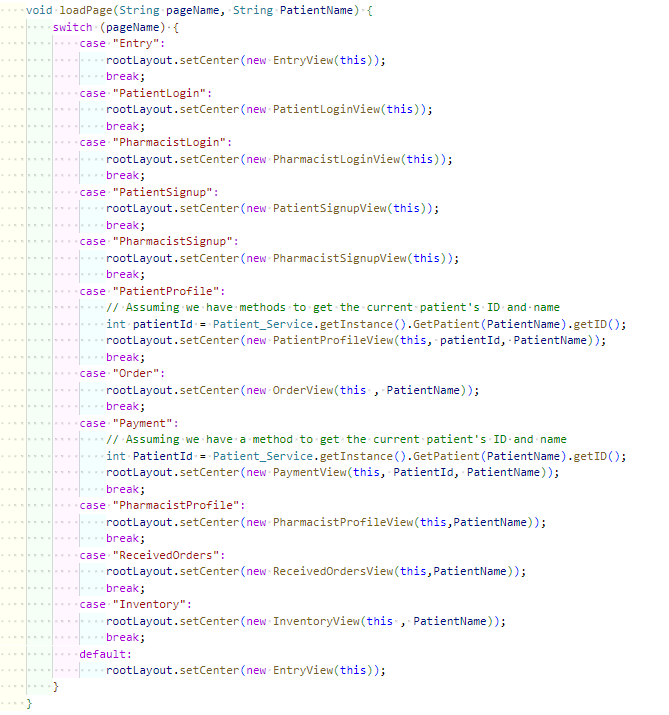 void loadPage(String pageName, String PatientName) {
switch (pageName) {
case "Entry":
rootLayout.setCenter(new EntryView(this));
break;
case "PatientLogin":
rootLayout.setCenter(new PatientLoginView(this));
break;
case "PharmacistLogin":
rootLayout.setCenter(new PharmacistLoginView(this));
break;
case "PatientSignup":
rootLayout.setCenter(new PatientSignupView(this));
break;
case "PharmacistSignup":
rootLayout.setCenter(new PharmacistSignupView(this));
break;
case "PatientProfile":
// Assuming we have methods to get the current patient's ID and name
int patientId = Patient_Service.getInstance().GetPatient(PatientName).getID();
rootLayout.setCenter(new PatientProfileView(this, patientId, PatientName));
break;
case "Order":
rootLayout.setCenter(new OrderView(this , PatientName));
break;
case "Payment":
// Assuming we have a method to get the current patient's ID and name
int PatientId = Patient_Service.getInstance().GetPatient(PatientName).getID();
rootLayout.setCenter(new PaymentView(this, PatientId, PatientName));
break;
case "PharmacistProfile":
rootLayout.setCenter(new PharmacistProfileView(this,PatientName));
break;
case "ReceivedOrders":
rootLayout.setCenter(new ReceivedOrdersView(this,PatientName));
break;
case "Inventory":
rootLayout.setCenter(new InventoryView(this , PatientName));
break;
default:
rootLayout.setCenter(new EntryView(this));
}
}